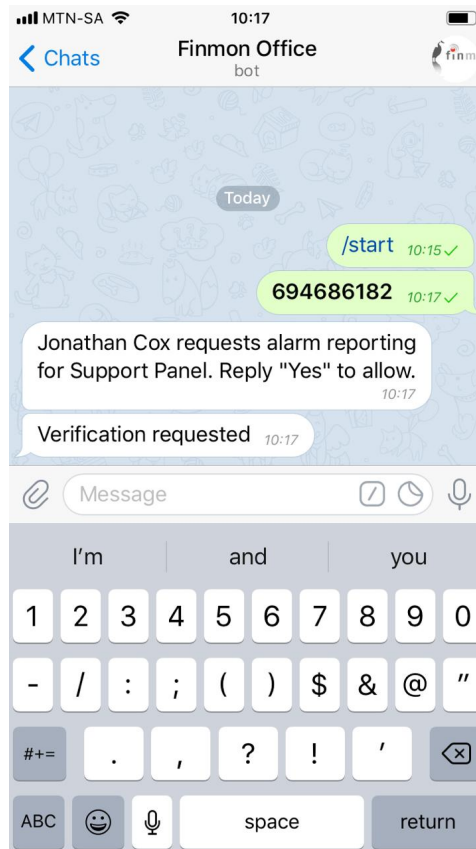 MTN-SA 10:17
Chats
Finmon Office
bot
finm
Today
/start 10:15
694686182 10:17
Jonathan Cox requests alarm reporting
for Support Panel. Reply "Yes" to allow.
10:17
Verification requested 10:17
Message
I'm and you
1 2 3 4 5 6 7 8 9 0
- / : ; ( ) $ & @ "
#+= . , ? ! '
ABC space return